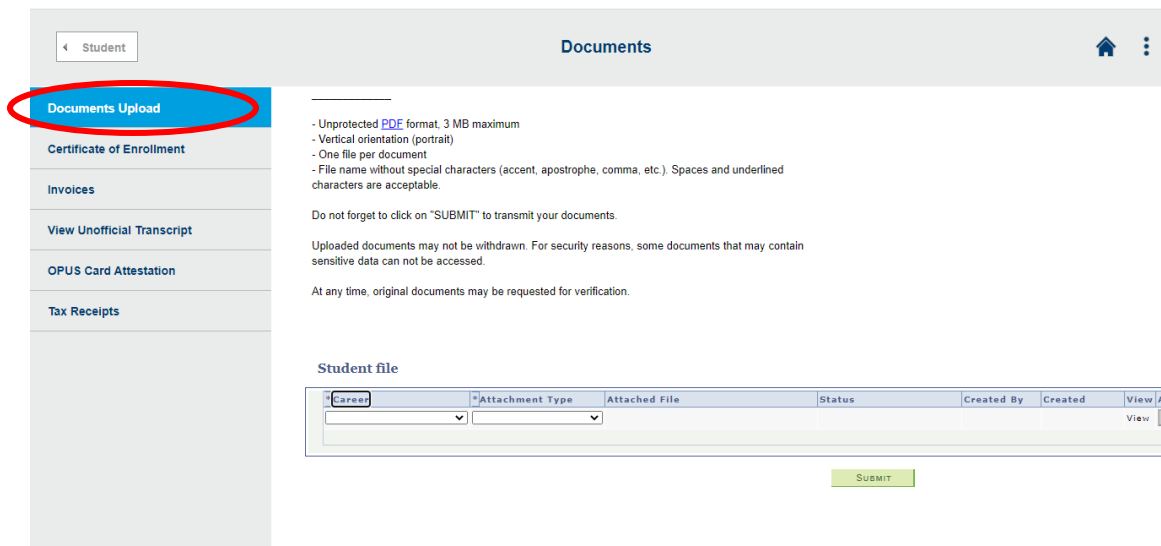 Student
Documents
Documents Upload
Certificate of Enrollment
Invoices
View Unofficial Transcript
OPUS Card Attestation
Tax Receipts
- Unprotected PDF format, 3 MB maximum
- Vertical orientation (portrait)
- One file per document
- File name without special characters (accent, apostrophe, comma, etc.). Spaces and underlined
characters are acceptable.
Do not forget to click on "SUBMIT" to transmit your documents.
Uploaded documents may not be withdrawn. For security reasons, some documents that may contain
sensitive data can not be accessed.
At any time, original documents may be requested for verification.
Student file
*Career *Attachment Type Attached File Status Created By Created View
View
SUBMIT